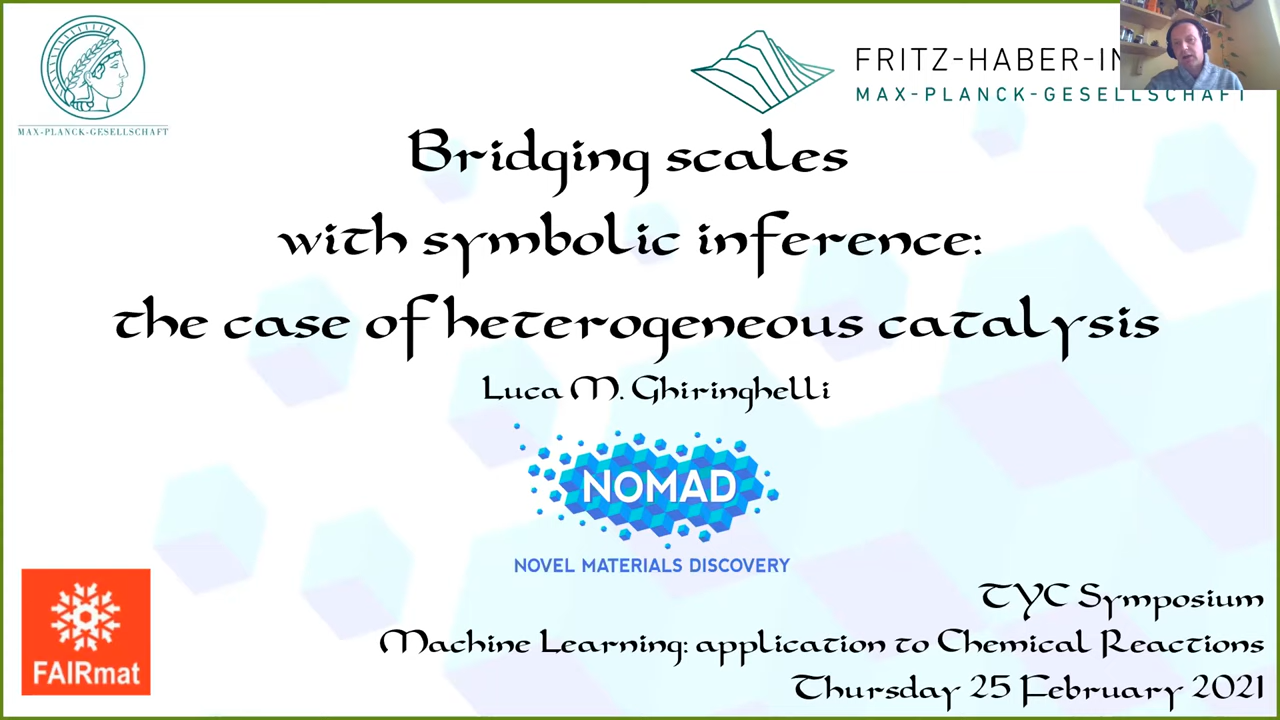 MAX-PLANCK-GESELLSCHAFT
FRITZ-HABER-IN
MAX-PLANCK-GESELLSCHAFT
Bridging scales
with symbolic inference:
the case of heterogeneous catalysis
Luca M. Ghiringhelli
NOMAD
NOVEL MATERIALS DISCOVERY
FAIRmat
TYC Symposium
Machine Learning: application to Chemical Reactions
Thursday 25 February 2021